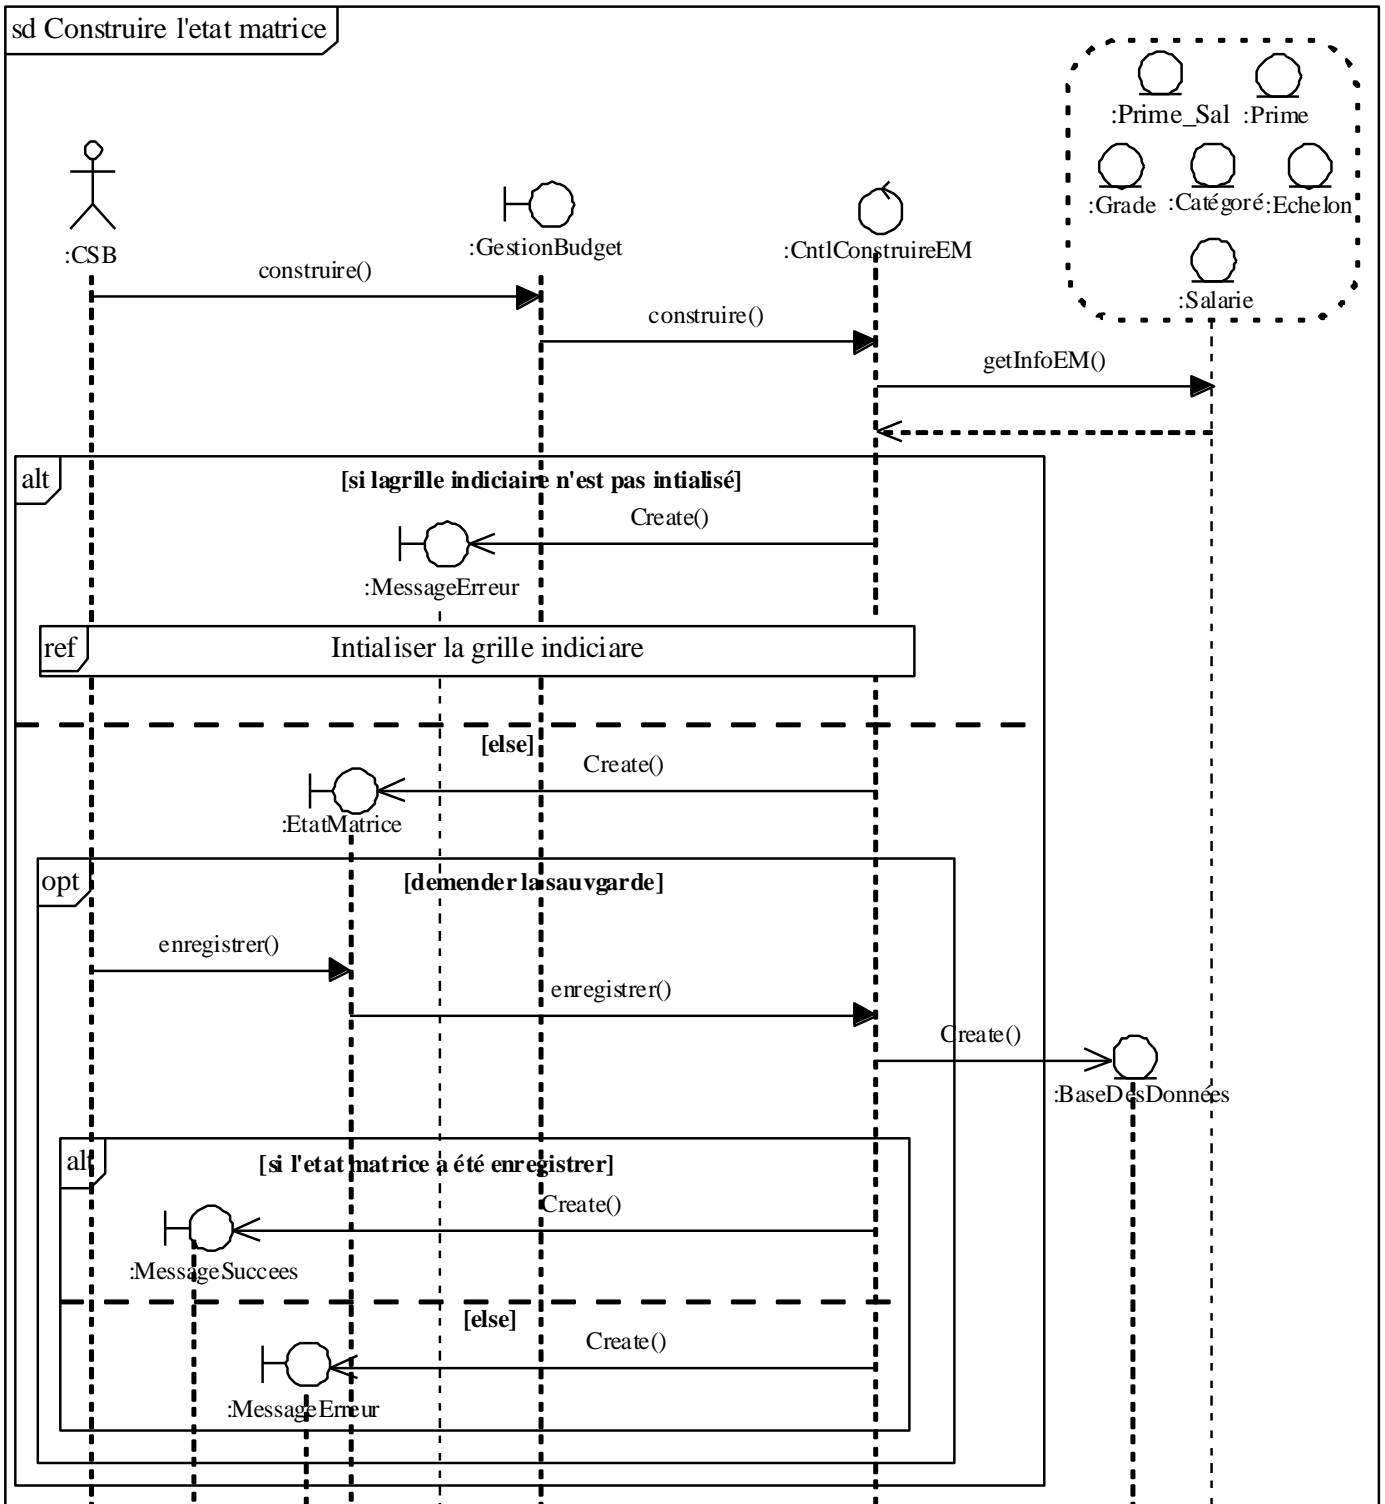 sd Construire l'etat matrice
:Prime_Sal :Prime
:Grade :Catégoré :Echelon
:Salarie
:CSB
:GestionBudget
:CntlConstruireEM
construire()
construire()
getInfoEM()
alt
[si lagrille indiciaire n'est pas intialisé]
Create()
:MessageErreur
ref
Intialiser la grille indiciare
[else]
Create()
:EtatMatrice
opt
[demender la sauvgarde]
enregistrer()
enregistrer()
Create()
:BaseDesDonnées
alt
[si l'etat matrice a été enregistrer]
Create()
:MessageSuccees
[else]
Create()
:MessageErreur